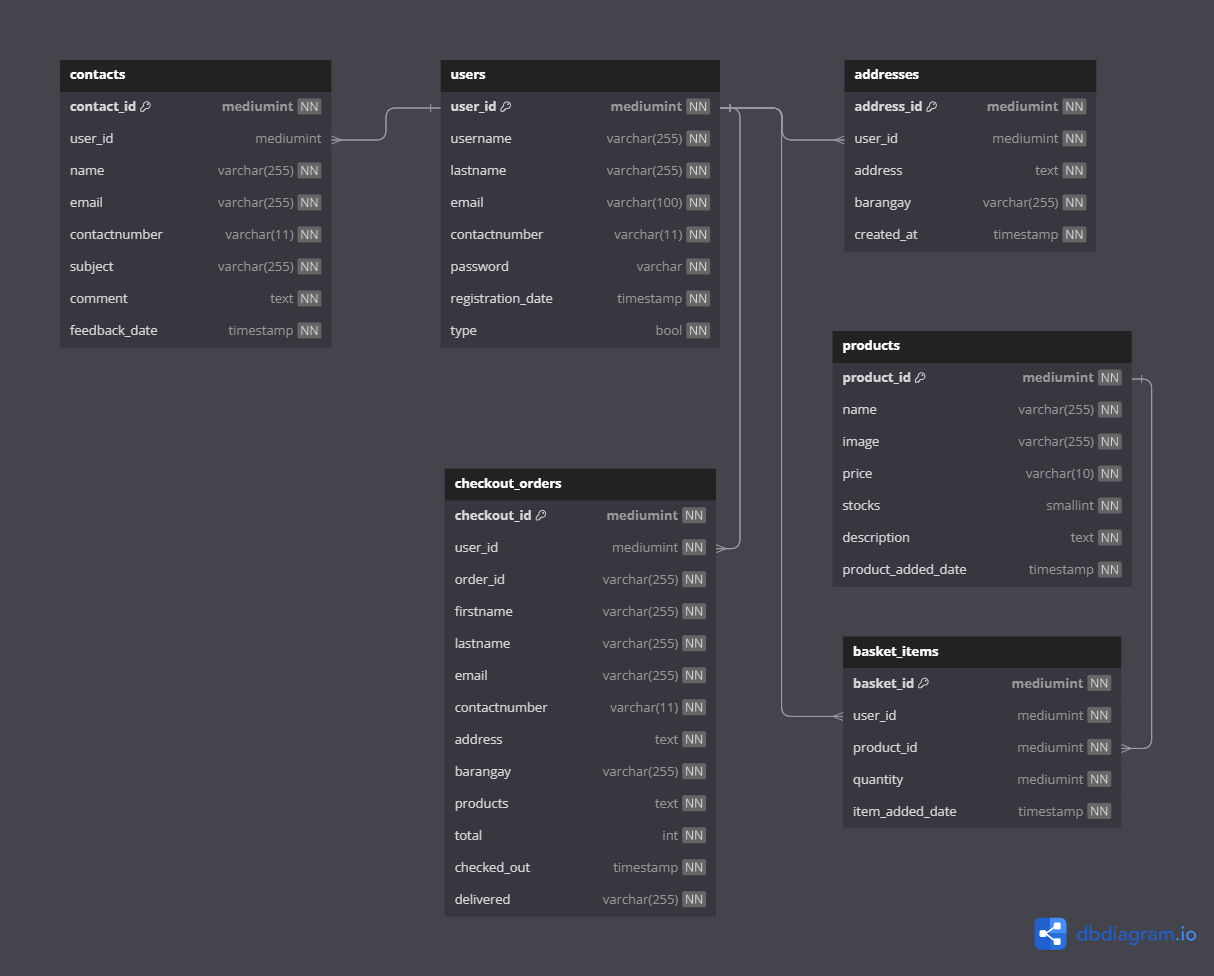 contacts
contact_id mediumint NN
user_id mediumint
name varchar(255) NN
email varchar(255) NN
contactnumber varchar(11) NN
subject varchar(255) NN
comment text NN
feedback_date timestamp NN
users
user_id mediumint NN
username varchar(255) NN
lastname varchar(255) NN
email varchar(100) NN
contactnumber varchar(11) NN
password varchar NN
registration_date timestamp NN
type bool NN
addresses
address_id mediumint NN
user_id mediumint NN
address text NN
barangay varchar(255) NN
created_at timestamp NN
products
product_id mediumint NN
name varchar(255) NN
image varchar(255) NN
price varchar(10) NN
stocks smallint NN
description text NN
product_added_date timestamp NN
checkout_orders
checkout_id mediumint NN
user_id mediumint NN
order_id varchar(255) NN
firstname varchar(255) NN
lastname varchar(255) NN
email varchar(255) NN
contactnumber varchar(11) NN
address text NN
barangay varchar(255) NN
products text NN
total int NN
checked_out timestamp NN
delivered varchar(255) NN
basket_items
basket_id mediumint NN
user_id mediumint NN
product_id mediumint NN
quantity mediumint NN
item_added_date timestamp NN
dbdiagram.io